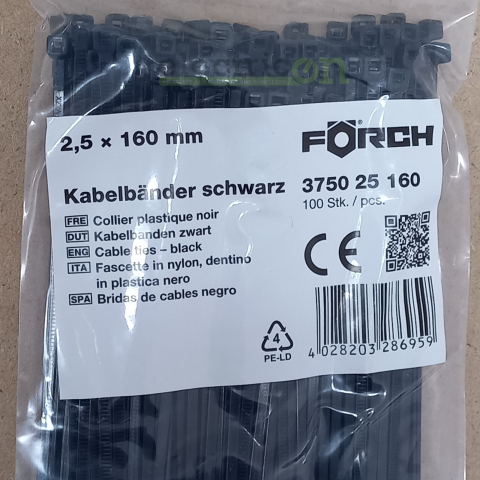 2,5 × 160 mm
FÖRCH
Kabelbänder schwarz
3750 25 160
100 Stk. / pcs.
FRE Collier plastique noir
DUT Kabelbanden zwart
ENG Cable ties – black
ITA Fascette in nylon, dentino
in plastica nero
SPA Bridas de cables negro
CE
4
PE-LD
4 028203 286959